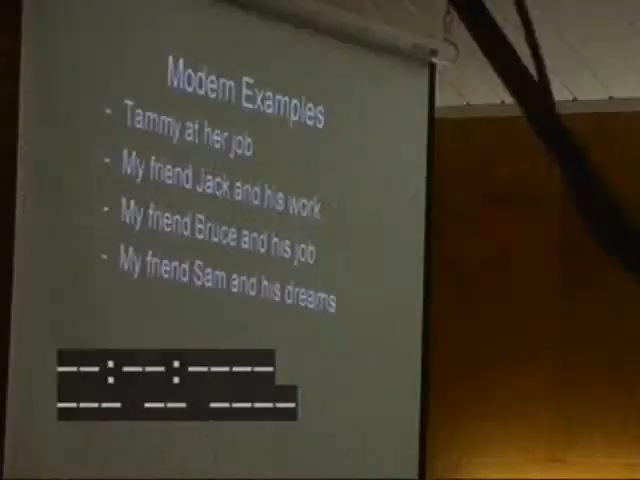 Modern Examples
- Tammy at her job
- My friend Jack and his work
- My friend Bruce and his job
- My friend Sam and his dreams
--:--:----
--- -- ----